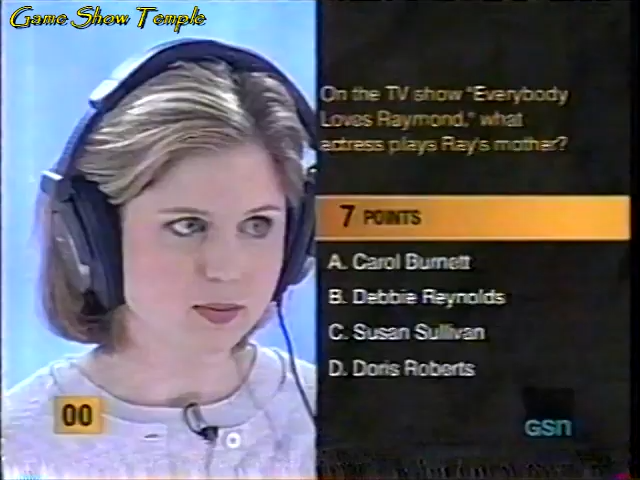 Game Show Temple
On the TV show "Everybody
Loves Raymond," what
actress plays Ray's mother?
7 POINTS
A. Carol Burnett
B. Debbie Reynolds
C. Susan Sullivan
D. Doris Roberts
00
GSN